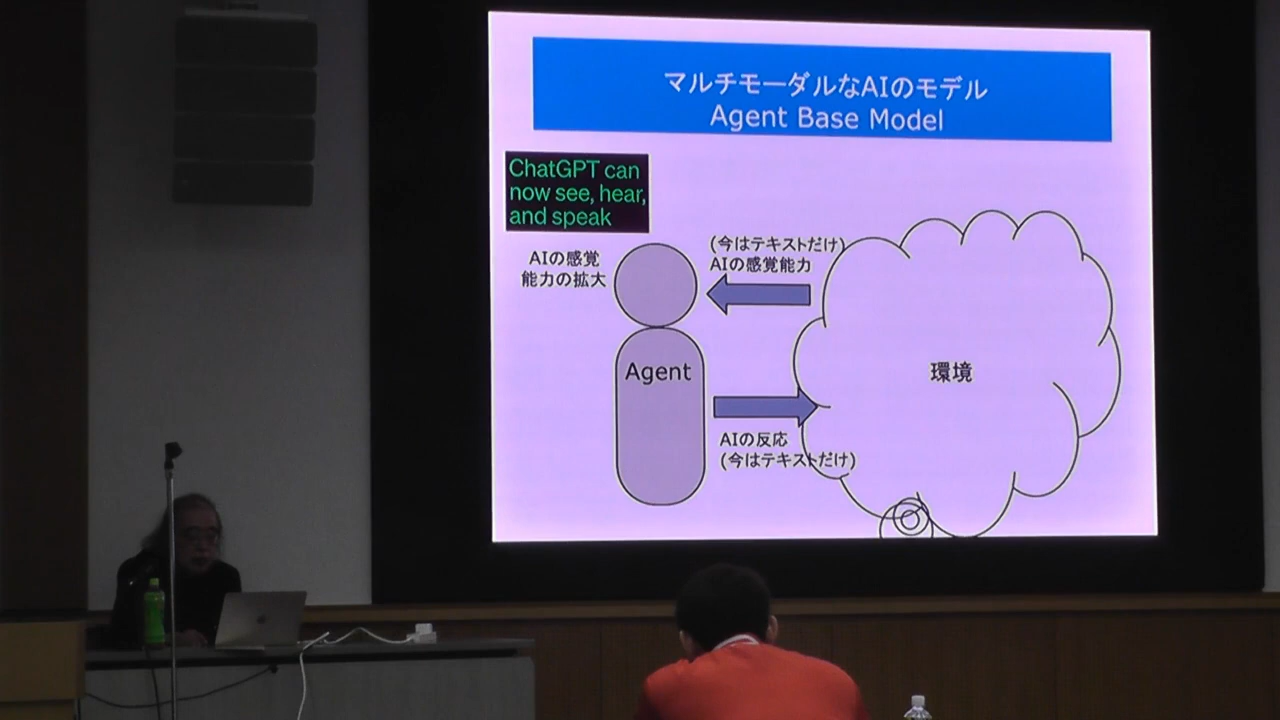 マルチモーダルなAIのモデル
Agent Base Model
ChatGPT can
now see, hear,
and speak
AIの感覚
能力の拡大
(今はテキストだけ)
AIの感覚能力
Agent
環境
AIの反応
(今はテキストだけ)